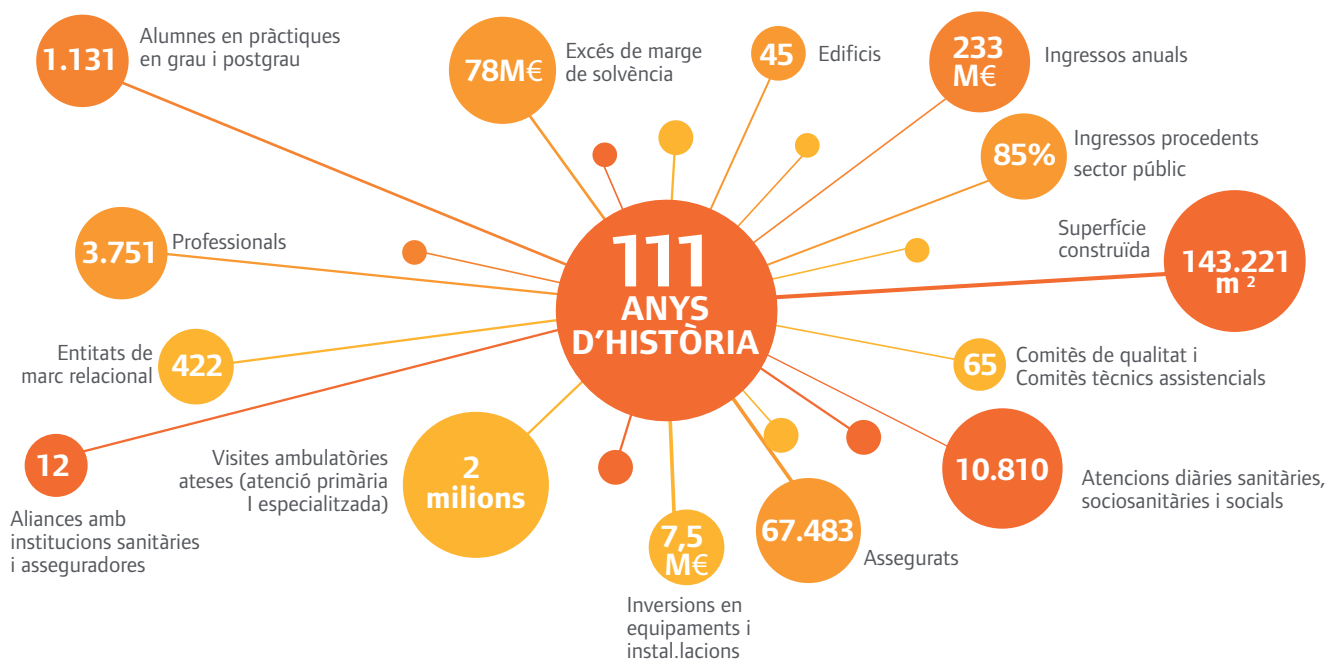 1.131
Alumnes en pràctiques
en grau i postgrau
78M€
Excés de marge
de solvència
45
Edificis
233
M€
Ingressos anuals
85%
Ingressos procedents
sector públic
3.751
Professionals
111
ANYS
D'HISTÒRIA
Superfície
construïda
143.221
m ²
Entitats de
marc relacional
422
65
Comitès de qualitat i
Comitès tècnics assistencials
12
Aliances amb
institucions sanitàries
i asseguradores
Visites ambulatòries
ateses (atenció primària
I especialitzada)
2
milions
7,5
M€
Inversions en
equipaments i
instal.lacions
67.483
Assegurats
10.810
Atencions diàries sanitàries,
sociosanitàries i socials